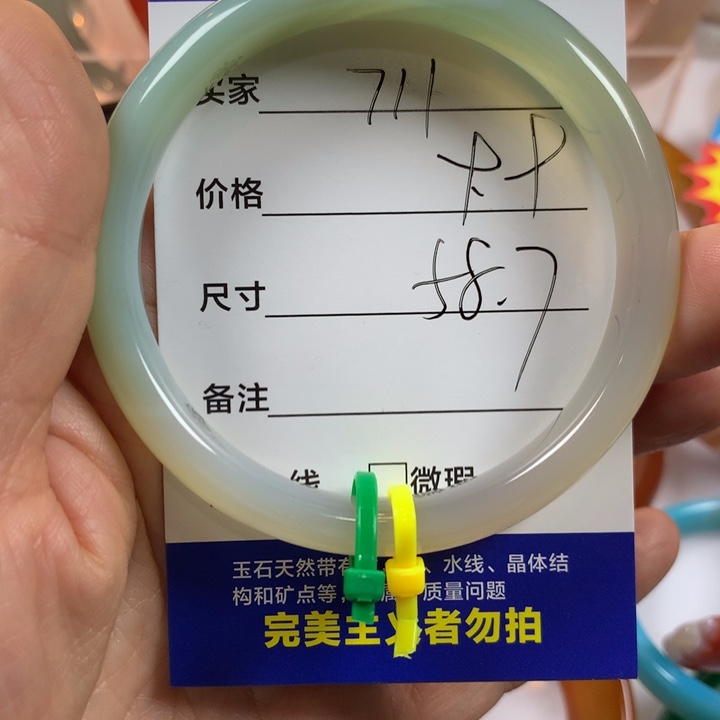 卖家 711
价格
尺寸 58.7
备注
线 微瑕
玉石天然带有 、水线、晶体结
构和矿点等, 质量问题
完美主义者勿拍